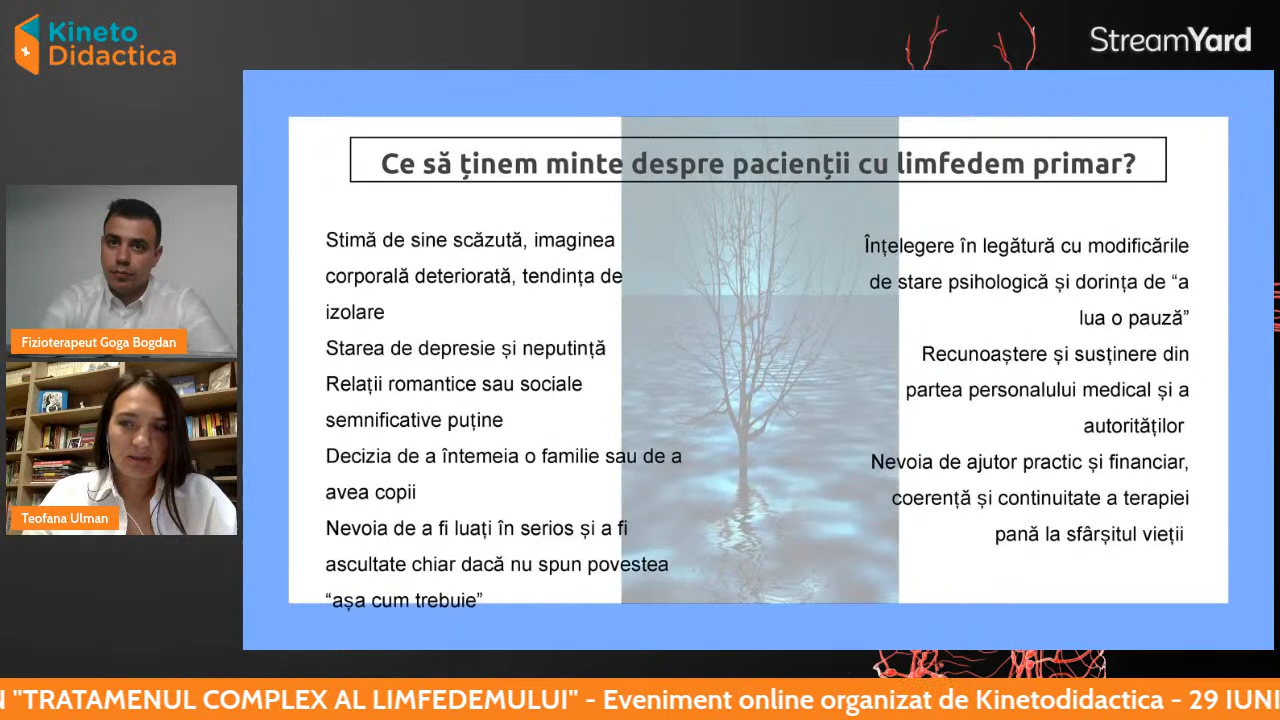 Kineto
Didactica
StreamYard
Ce să ținem minte despre pacienții cu limfedem primar?
Stimă de sine scăzută, imaginea
corporală deteriorată, tendința de
izolare
Starea de depresie și neputință
Relații romantice sau sociale
semnificative puține
Decizia de a întemeia o familie sau de a
avea copii
Nevoia de a fi luați în serios și a fi
ascultate chiar dacă nu spun povestea
“așa cum trebuie”
Înțelegere în legătură cu modificările
de stare psihologică și dorința de “a
lua o pauză”
Recunoaștere și susținere din
partea personalului medical și a
autorităților
Nevoia de ajutor practic și financiar,
coerență și continuitate a terapiei
pană la sfârșitul vieții
Fizioterapeut Goga Bogdan
Teofana Ulman
"TRATAMENUL COMPLEX AL LIMFEDEMULUI" - Eveniment online organizat de Kinetodidactica - 29 IUNI